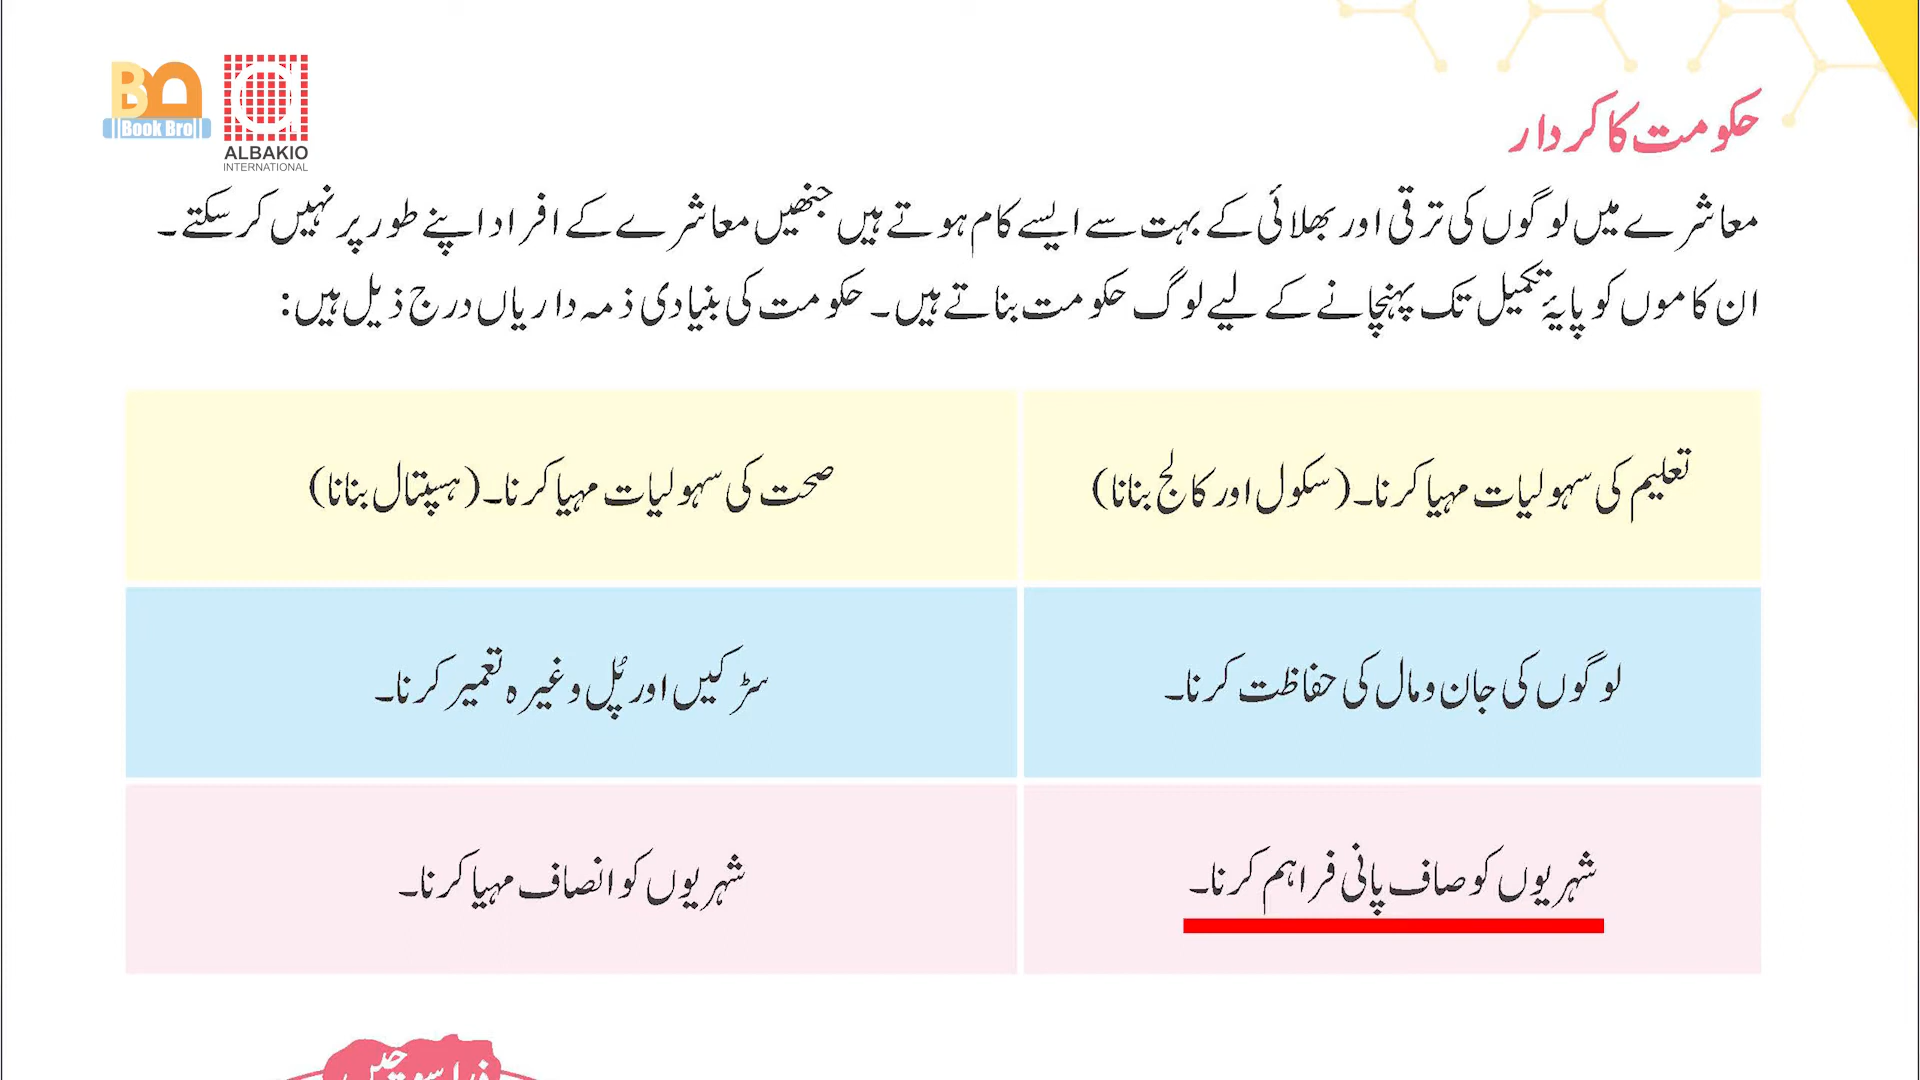 Book Bro
ALBAKIO
INTERNATIONAL
حکومت کا کردار
معاشرے میں لوگوں کی ترقی اور بھلائی کے بہت سے ایسے کام ہوتے ہیں جنھیں معاشرے کے افراد اپنے طور پر نہیں کر سکتے۔
ان کاموں کو پایۂ تکمیل تک پہنچانے کے لیے لوگ حکومت بناتے ہیں۔ حکومت کی بنیادی ذمہ داریاں درج ذیل ہیں:
تعلیم کی سہولیات مہیا کرنا۔ (سکول اور کالج بنانا)
صحت کی سہولیات مہیا کرنا۔ (ہسپتال بنانا)
لوگوں کی جان و مال کی حفاظت کرنا۔
سڑکیں اور پُل وغیرہ تعمیر کرنا۔
شہریوں کو صاف پانی فراہم کرنا۔
شہریوں کو انصاف مہیا کرنا۔